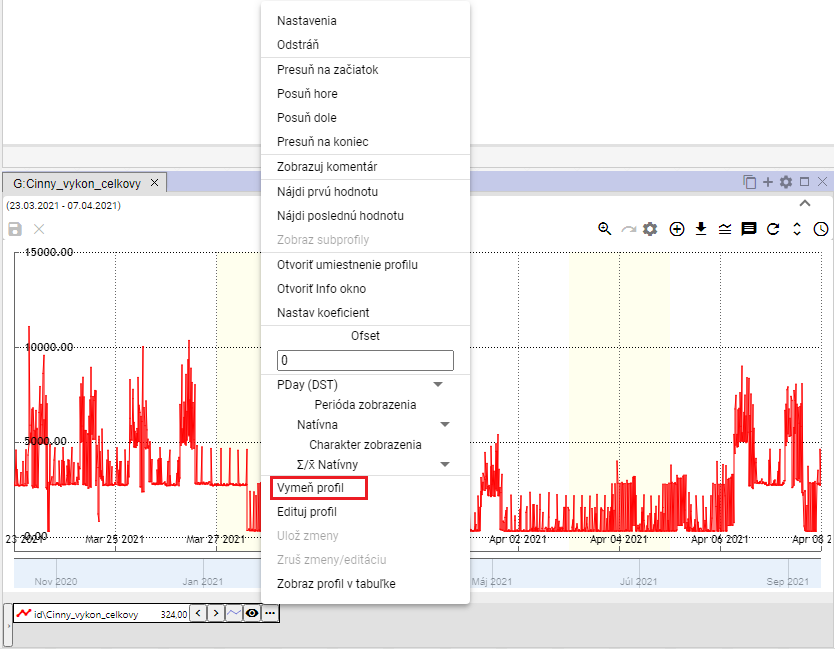 Nastavenia
Odstráň
Presuň na začiatok
Posuň hore
Posuň dole
Presuň na koniec
Zobrazuj komentár
Nájdi prvú hodnotu
Nájdi poslednú hodnotu
Zobraz subprofily
Otvoriť umiestnenie profilu
Otvoriť Info okno
Nastav koeficient
Ofset
0
PDay (DST)
Perióda zobrazenia
Natívna
Charakter zobrazenia
Σ/x̄ Natívny
Vymeň profil
Edituj profil
Ulož zmeny
Zruš zmeny/editáciu
Zobraz profil v tabuľke
G:Cinny_vykon_celkovy
(23.03.2021 - 07.04.2021)
15000.00
10000.00
5000.00
0.00
23 2021 Mar 25 2021 Mar 27 2021 Apr 02 2021 Apr 04 2021 Apr 06 2021 Apr 08 2
Nov 2020 Jan 2021 Máj 2021 Júl 2021 Sep 2021
id\Cinny_vykon_celkovy 324.00